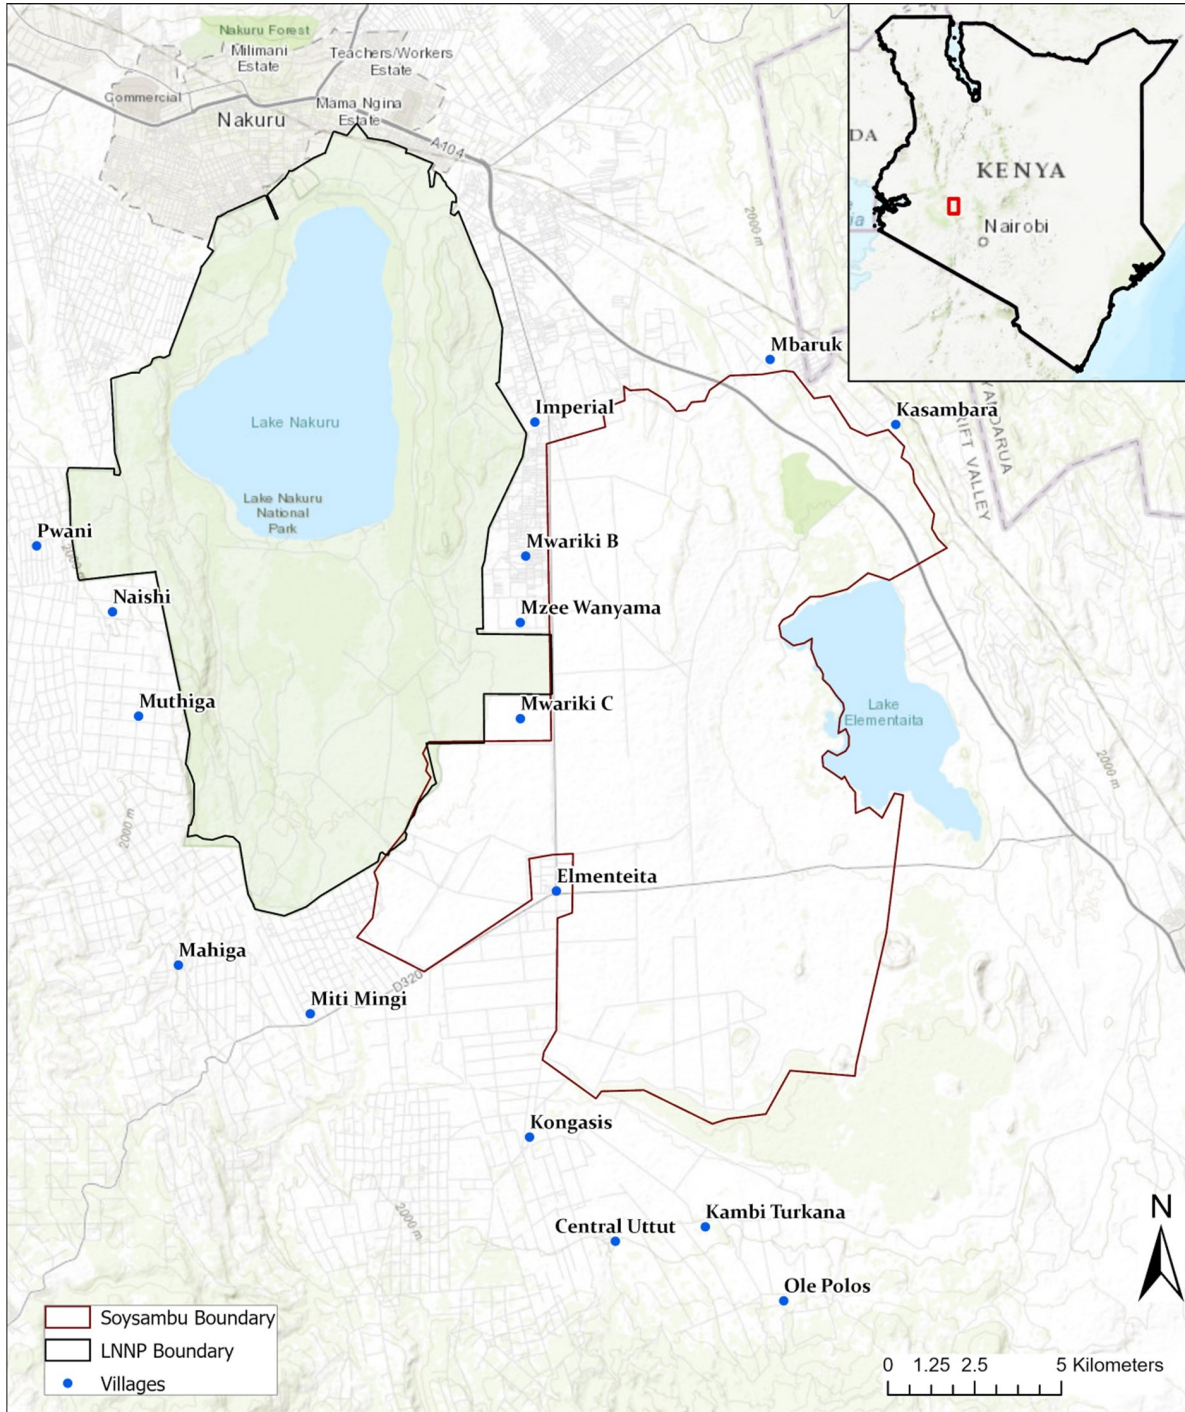 Nakuru Forest
Milimani
Estate
Teachers/Workers
Estate
Commercial
Mama Ngina
Estate
Nakuru
A104
2000 m
DA
KENYA
Nairobi
ia
Mbaruk
Kasambara
Imperial
NYANDARUA
RIFT VALLEY
Lake Nakuru
Lake Nakuru
National
Park
Pwani
2000 m
Mwariki B
Naishi
Mzee Wanyama
Muthiga
Mwariki C
Lake
Elementaita
2000 m
2000 m
Elmenteita
Mahiga
D320
Miti Mingi
Kongasis
2000 m
Kambi Turkana
Central Uttut
Ole Polos
N
Soysambu Boundary
LNNP Boundary
Villages
0 1.25 2.5 5 Kilometers